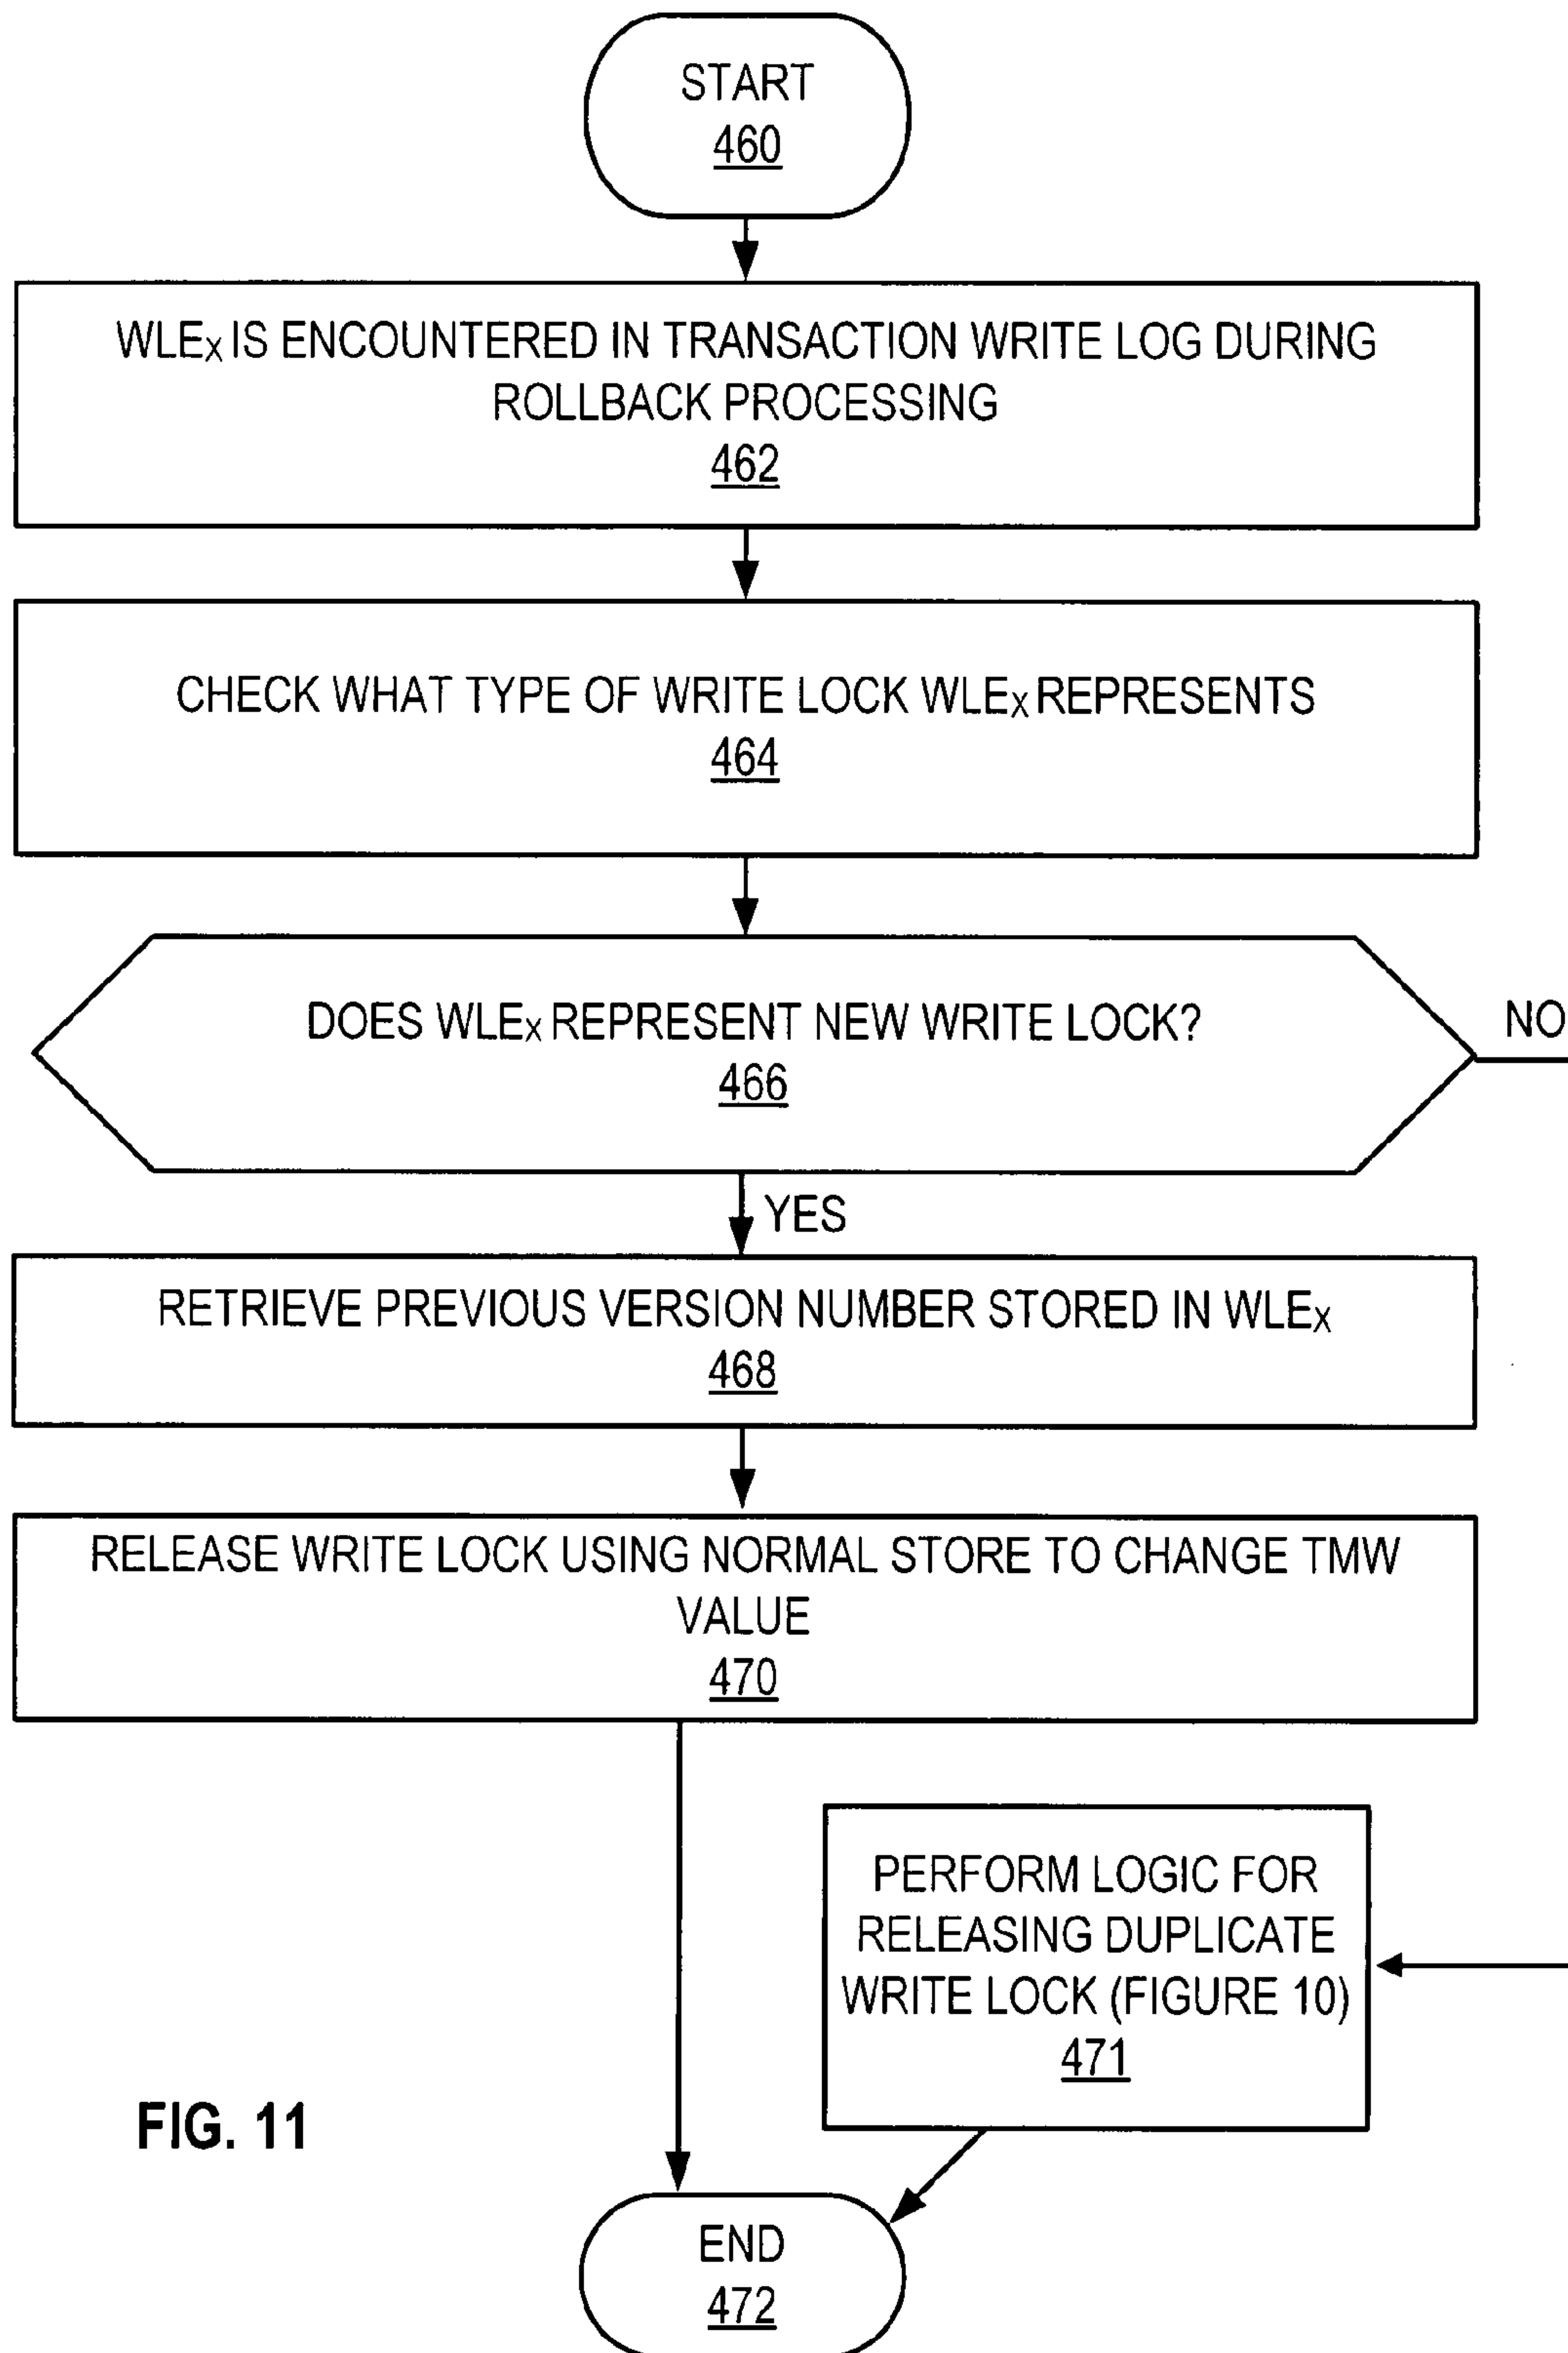 START
460
WLEX IS ENCOUNTERED IN TRANSACTION WRITE LOG DURING
ROLLBACK PROCESSING
462
CHECK WHAT TYPE OF WRITE LOCK WLEX REPRESENTS
464
DOES WLEX REPRESENT NEW WRITE LOCK?
466
NO
YES
RETRIEVE PREVIOUS VERSION NUMBER STORED IN WLEX
468
RELEASE WRITE LOCK USING NORMAL STORE TO CHANGE TMW
VALUE
470
PERFORM LOGIC FOR
RELEASING DUPLICATE
WRITE LOCK (FIGURE 10)
471
FIG. 11
END
472